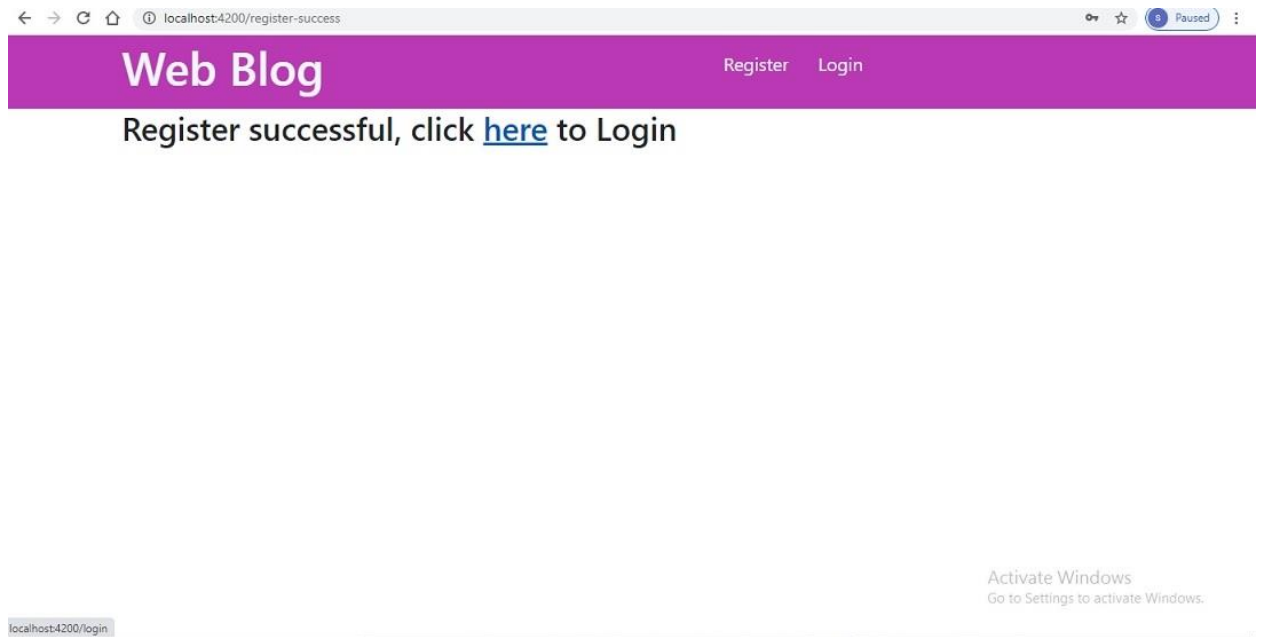 localhost:4200/register-success
S Paused
Web Blog
Register Login
Register successful, click here to Login
Activate Windows
Go to Settings to activate Windows.
localhost:4200/login